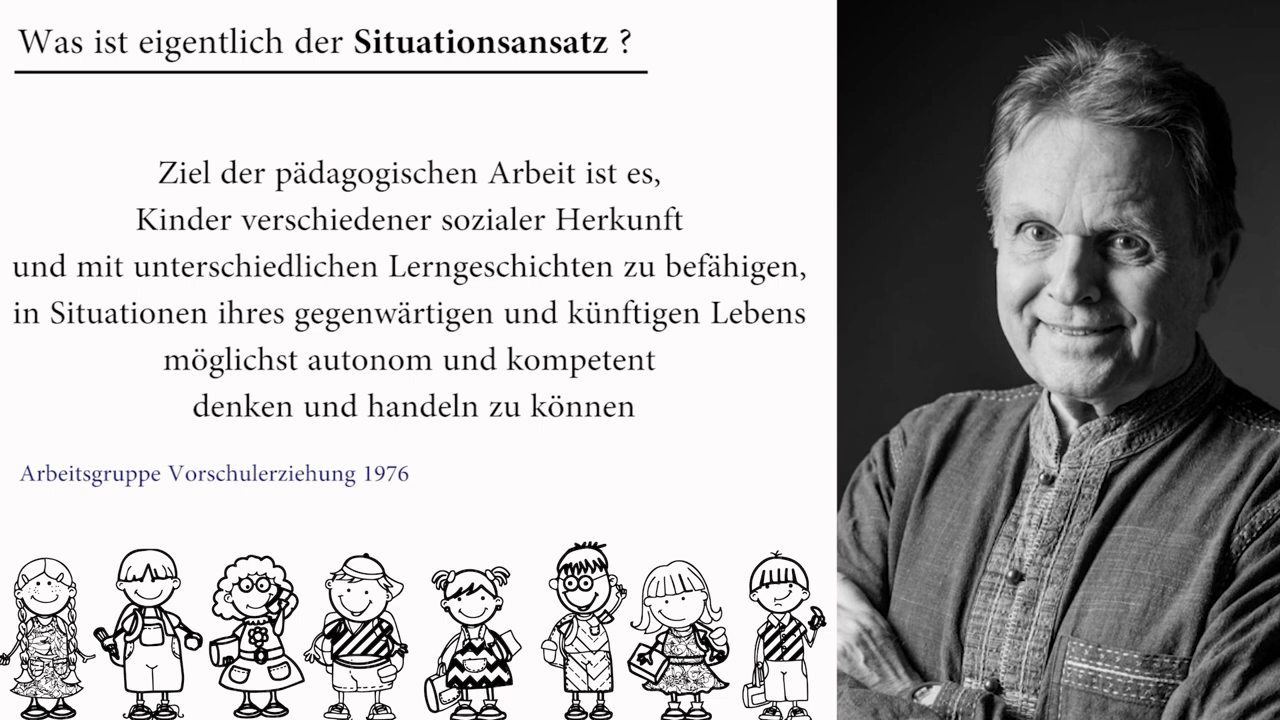 Was ist eigentlich der Situationsansatz ?
Ziel der pädagogischen Arbeit ist es,
Kinder verschiedener sozialer Herkunft
und mit unterschiedlichen Lerngeschichten zu befähigen,
in Situationen ihres gegenwärtigen und künftigen Lebens
möglichst autonom und kompetent
denken und handeln zu können
Arbeitsgruppe Vorschulerziehung 1976